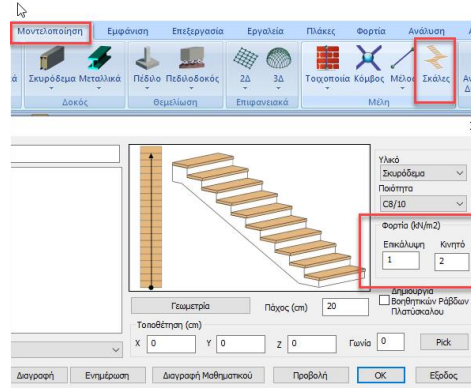 Μοντελοποίηση Εμφάνιση Επεξεργασία Εργαλεία Πλάκες Φορτία Ανάλυση
Σκυρόδεμα Μεταλλικά Πέδιλο Πεδιλοδοκός 2Δ 3Δ Τοιχοποιία Κόμβος Μέλος Σκάλες
Δοκός Θεμελίωση Επιφανειακά Μέλη
Υλικό
Σκυρόδεμα
Ποιότητα
C8/10
Φορτία (kN/m2)
Επικάλυψη Κινητό
1 2
Δημιουργία
Βοηθητικών Ράβδων
Πλατύσκαλου
Γεωμετρία Πάχος (cm) 20
Τοποθέτηση (cm)
X 0 Y 0 Z 0 Γωνία 0 Pick
Διαγραφή Ενημέρωση Διαγραφή Μαθηματικού Προβολή OK Εξοδος